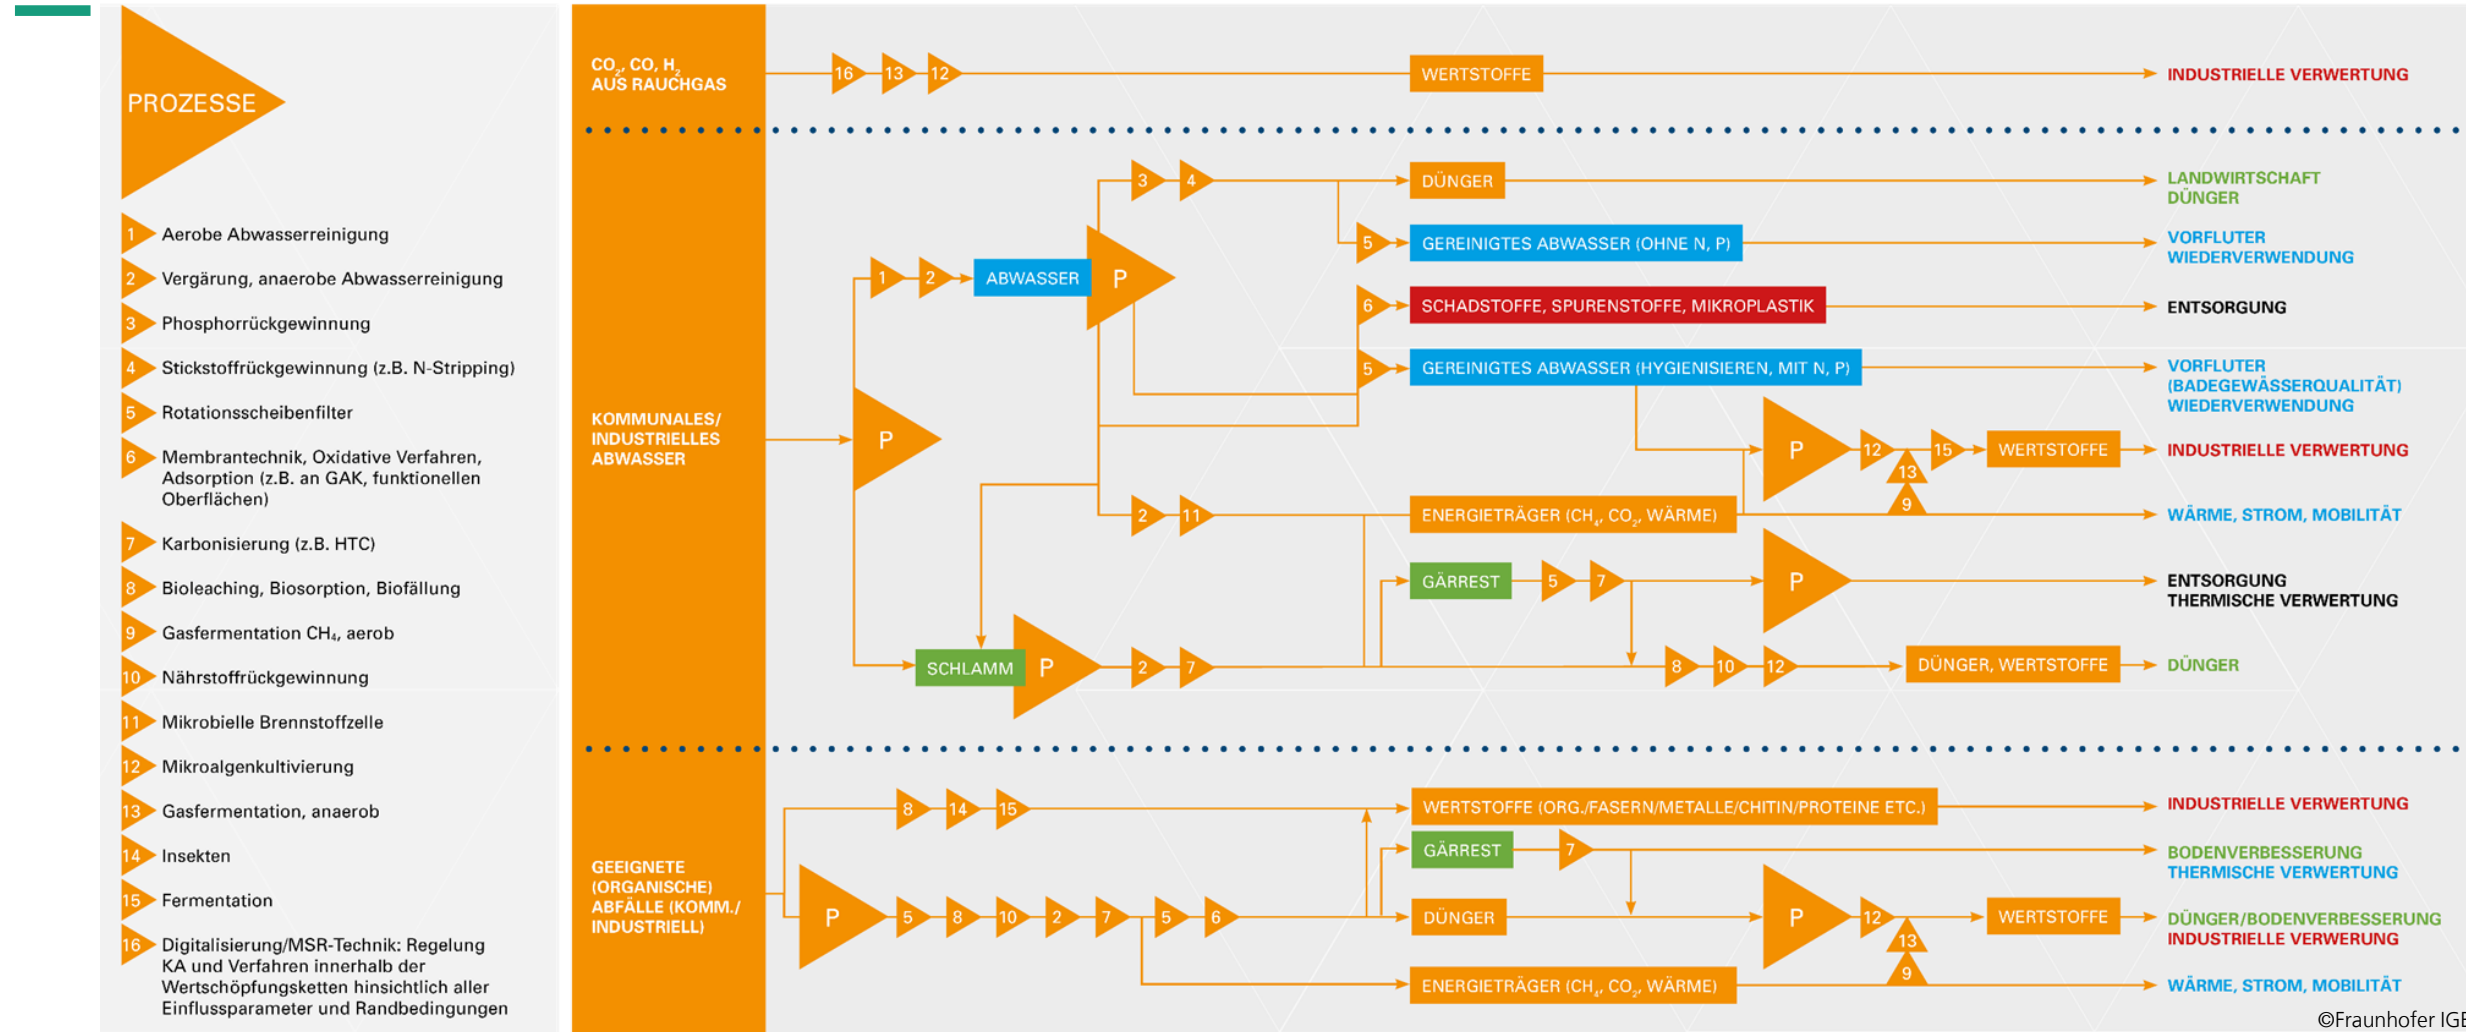 PROZESSE
1 Aerobe Abwasserreinigung
2 Vergärung, anaerobe Abwasserreinigung
3 Phosphorrückgewinnung
4 Stickstoffrückgewinnung (z.B. N-Stripping)
5 Rotationsscheibenfilter
6 Membrantechnik, Oxidative Verfahren,
Adsorption (z.B. an GAK, funktionellen
Oberflächen)
7 Karbonisierung (z.B. HTC)
8 Bioleaching, Biosorption, Biofällung
9 Gasfermentation CH₄, aerob
10 Nährstoffrückgewinnung
11 Mikrobielle Brennstoffzelle
12 Mikroalgenkultivierung
13 Gasfermentation, anaerob
14 Insekten
15 Fermentation
16 Digitalisierung/MSR-Technik: Regelung
KA und Verfahren innerhalb der
Wertschöpfungsketten hinsichtlich aller
Einflussparameter und Randbedingungen
CO₂, CO, H₂
AUS RAUCHGAS
16 13 12
WERTSTOFFE
INDUSTRIELLE VERWERTUNG
KOMMUNALES/
INDUSTRIELLES
ABWASSER
P
1 2
ABWASSER
P
3 4
DÜNGER
LANDWIRTSCHAFT
DÜNGER
5
GEREINIGTES ABWASSER (OHNE N, P)
VORFLUTER
WIEDERVERWENDUNG
6
SCHADSTOFFE, SPURENSTOFFE, MIKROPLASTIK
ENTSORGUNG
5
GEREINIGTES ABWASSER (HYGIENISIEREN, MIT N, P)
VORFLUTER
(BADEGEWÄSSERQUALITÄT)
WIEDERVERWENDUNG
P
12
13
9
15
WERTSTOFFE
INDUSTRIELLE VERWERTUNG
2 11
ENERGIETRÄGER (CH₄, CO₂, WÄRME)
WÄRME, STROM, MOBILITÄT
GÄRREST
5 7
P
ENTSORGUNG
THERMISCHE VERWERTUNG
SCHLAMM
P
2 7
8 10 12
DÜNGER, WERTSTOFFE
DÜNGER
GEEIGNETE
(ORGANISCHE)
ABFÄLLE (KOMM./
INDUSTRIELL)
8 14 15
WERTSTOFFE (ORG./FASERN/METALLE/CHITIN/PROTEINE ETC.)
INDUSTRIELLE VERWERTUNG
GÄRREST
7
BODENVERBESSERUNG
THERMISCHE VERWERTUNG
P
5 8 10 2 7 5 6
DÜNGER
P
12
13
9
WERTSTOFFE
DÜNGER/BODENVERBESSERUNG
INDUSTRIELLE VERWERUNG
ENERGIETRÄGER (CH₄, CO₂, WÄRME)
WÄRME, STROM, MOBILITÄT
©Fraunhofer IGB